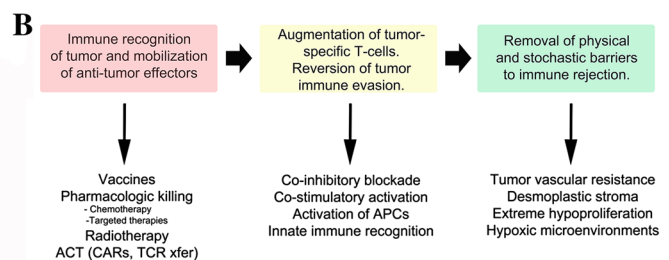 B
Immune recognition
of tumor and mobilization
of anti-tumor effectors
Augmentation of tumor-
specific T-cells.
Reversion of tumor
immune evasion.
Removal of physical
and stochastic barriers
to immune rejection.
Vaccines
Pharmacologic killing
- Chemotherapy
-Targeted therapies
Radiotherapy
ACT (CARs, TCR xfer)
Co-inhibitory blockade
Co-stimulatory activation
Activation of APCs
Innate immune recognition
Tumor vascular resistance
Desmoplastic stroma
Extreme hypoproliferation
Hypoxic microenvironments